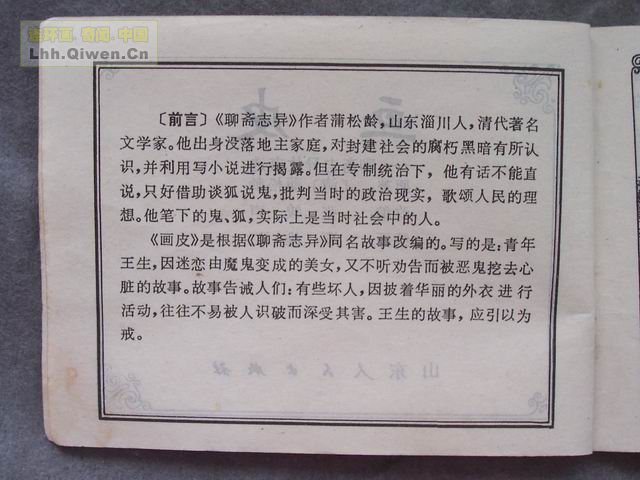 连环画.奇闻.中国
Lhh.Qiwen.Cn
〔前言〕《聊斋志异》作者蒲松龄,山东淄川人,清代著名
文学家。他出身没落地主家庭,对封建社会的腐朽黑暗有所认
识,并利用写小说进行揭露。但在专制统治下,他有话不能直
说,只好借助谈狐说鬼,批判当时的政治现实,歌颂人民的理
想。他笔下的鬼、狐,实际上是当时社会中的人。
《画皮》是根据《聊斋志异》同名故事改编的。写的是:青年
王生,因迷恋由魔鬼变成的美女,又不听劝告而被恶鬼挖去心
脏的故事。故事告诫人们:有些坏人,因披着华丽的外衣进行
活动,往往不易被人识破而深受其害。王生的故事,应引以为
戒。
山东人民出版社